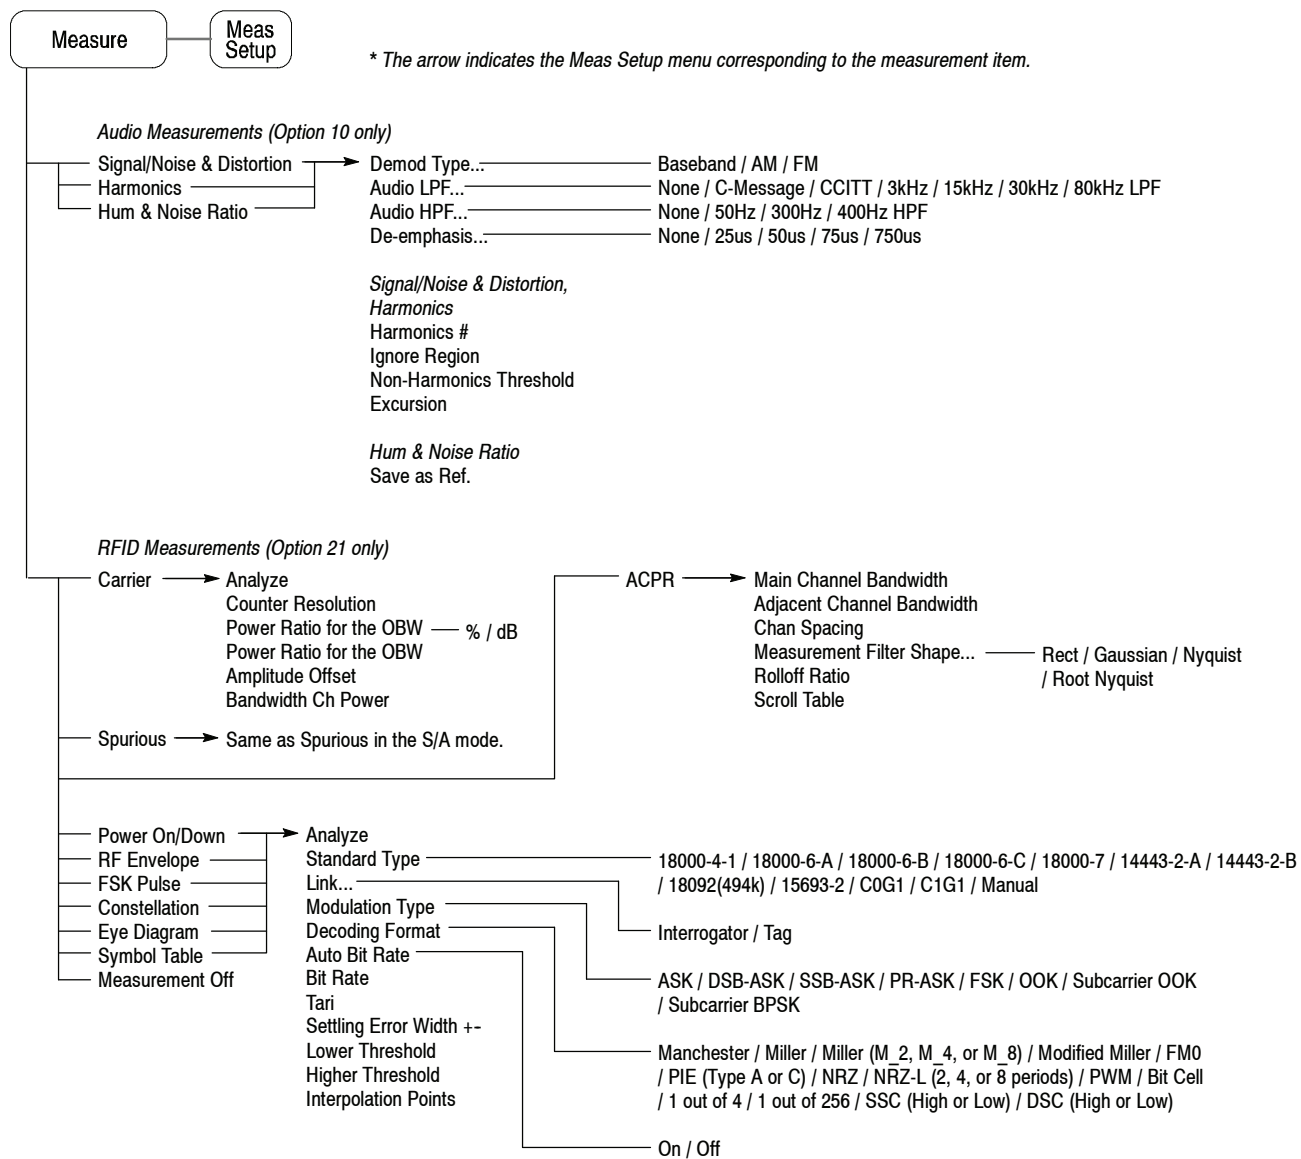 Measure
Meas
Setup
* The arrow indicates the Meas Setup menu corresponding to the measurement item.
Audio Measurements (Option 10 only)
Signal/Noise & Distortion
Harmonics
Hum & Noise Ratio
Demod Type...
Baseband / AM / FM
Audio LPF...
None / C-Message / CCITT / 3kHz / 15kHz / 30kHz / 80kHz LPF
Audio HPF...
None / 50Hz / 300Hz / 400Hz HPF
De-emphasis...
None / 25us / 50us / 75us / 750us
Signal/Noise & Distortion,
Harmonics
Harmonics #
Ignore Region
Non-Harmonics Threshold
Excursion
Hum & Noise Ratio
Save as Ref.
RFID Measurements (Option 21 only)
Carrier
Analyze
Counter Resolution
Power Ratio for the OBW
% / dB
Power Ratio for the OBW
Amplitude Offset
Bandwidth Ch Power
ACPR
Main Channel Bandwidth
Adjacent Channel Bandwidth
Chan Spacing
Measurement Filter Shape...
Rect / Gaussian / Nyquist
/ Root Nyquist
Rolloff Ratio
Scroll Table
Spurious
Same as Spurious in the S/A mode.
Power On/Down
RF Envelope
FSK Pulse
Constellation
Eye Diagram
Symbol Table
Measurement Off
Analyze
Standard Type
Link...
Modulation Type
Decoding Format
Auto Bit Rate
Bit Rate
Tari
Settling Error Width +-
Lower Threshold
Higher Threshold
Interpolation Points
18000-4-1 / 18000-6-A / 18000-6-B / 18000-6-C / 18000-7 / 14443-2-A / 14443-2-B
/ 18092(494k) / 15693-2 / C0G1 / C1G1 / Manual
Interrogator / Tag
ASK / DSB-ASK / SSB-ASK / PR-ASK / FSK / OOK / Subcarrier OOK
/ Subcarrier BPSK
Manchester / Miller / Miller (M_2, M_4, or M_8) / Modified Miller / FM0
/ PIE (Type A or C) / NRZ / NRZ-L (2, 4, or 8 periods) / PWM / Bit Cell
/ 1 out of 4 / 1 out of 256 / SSC (High or Low) / DSC (High or Low)
On / Off